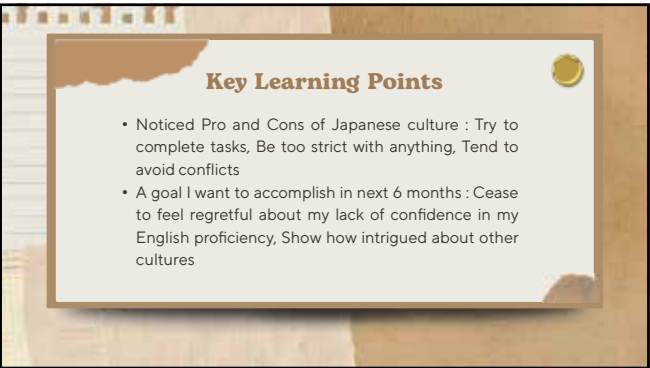 Key Learning Points
• Noticed Pro and Cons of Japanese culture : Try to
complete tasks, Be too strict with anything, Tend to
avoid conflicts
• A goal I want to accomplish in next 6 months : Cease
to feel regretful about my lack of confidence in my
English proficiency, Show how intrigued about other
cultures